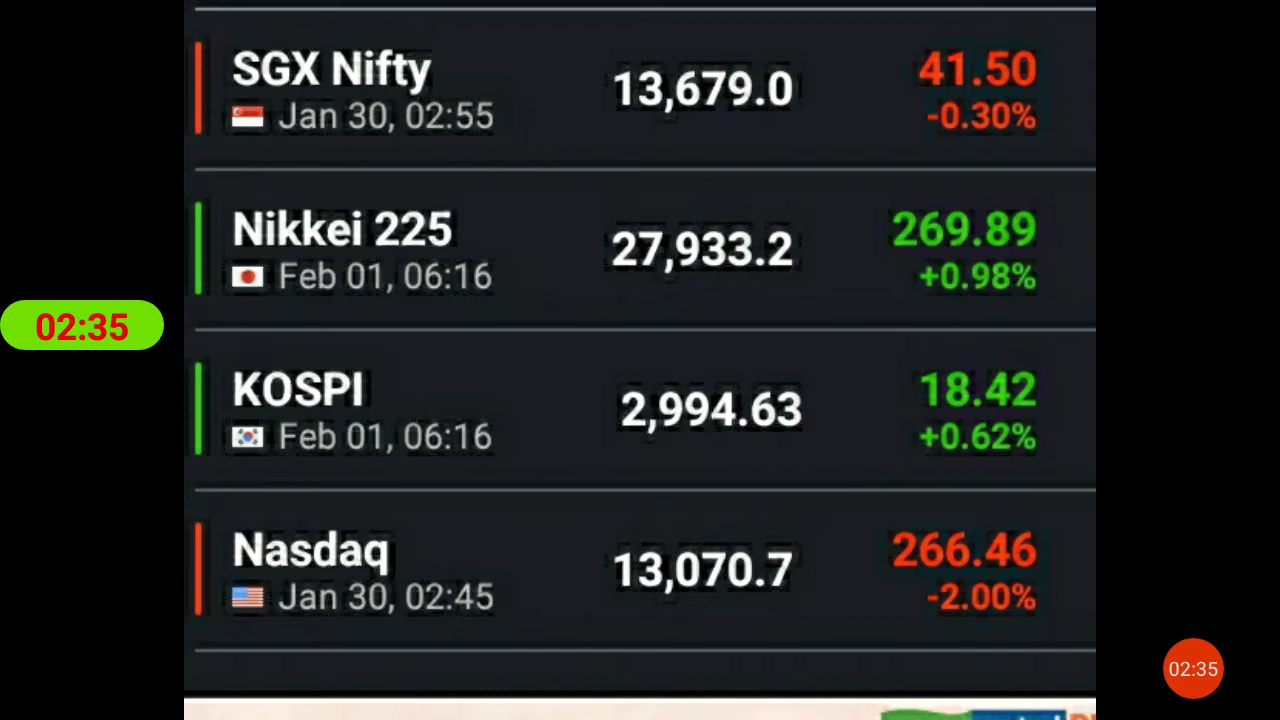 SGX Nifty
Jan 30, 02:55
13,679.0
41.50
-0.30%
Nikkei 225
Feb 01, 06:16
27,933.2
269.89
+0.98%
02:35
KOSPI
Feb 01, 06:16
2,994.63
18.42
+0.62%
Nasdaq
Jan 30, 02:45
13,070.7
266.46
-2.00%
02:35